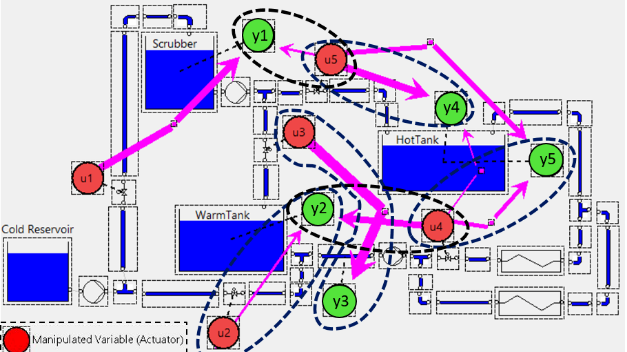 y1
Scrubber
u5
y4
u3
HotTank
y5
u1
y2
WarmTank
u4
Cold Reservoir
y3
u2
Manipulated Variable (Actuator)